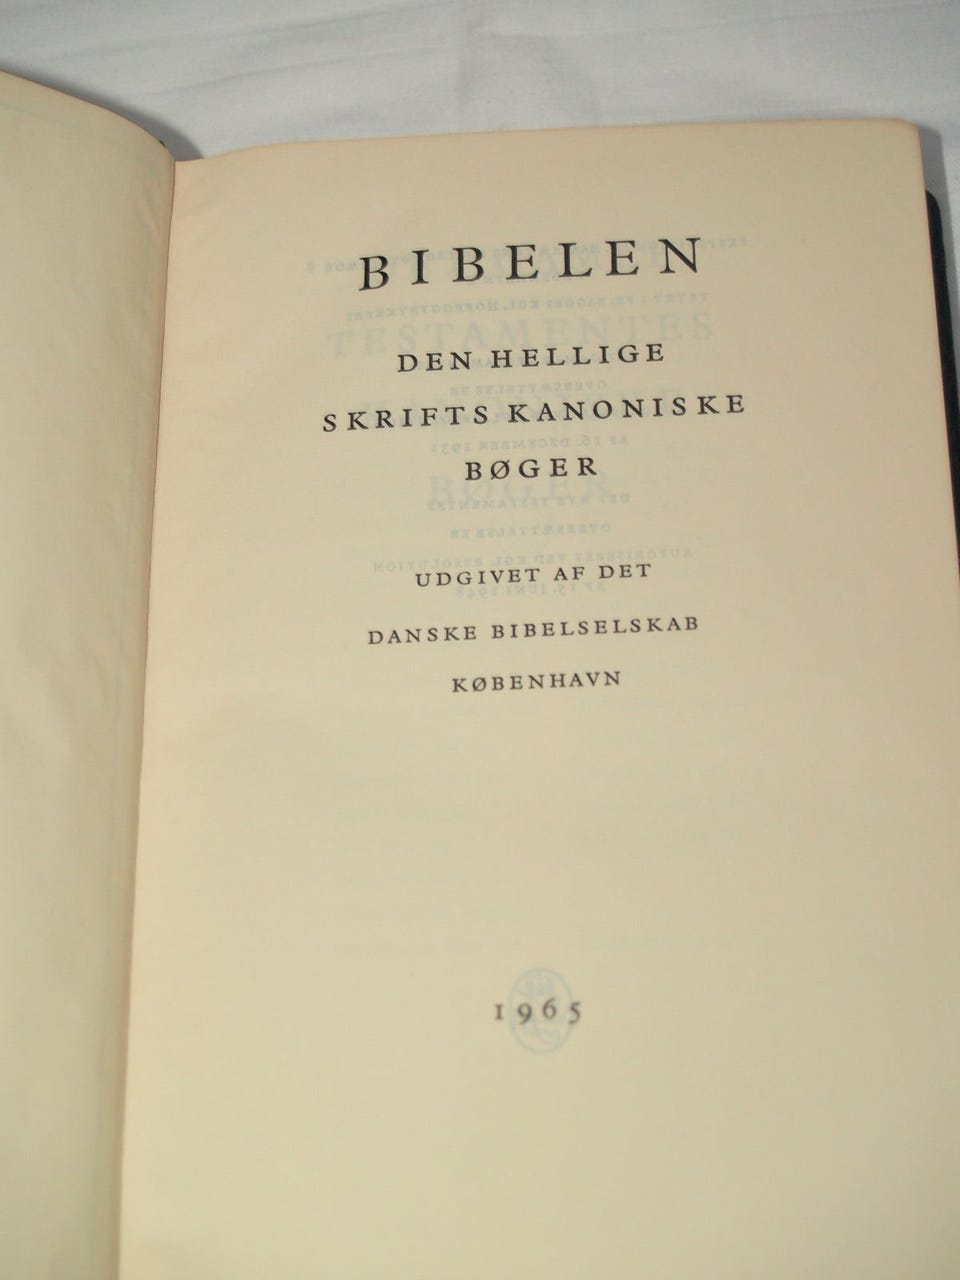 BIBELEN
DEN HELLIGE
SKRIFTS KANONISKE
BØGER
UDGIVET AF DET
DANSKE BIBELSELSKAB
KØBENHAVN
1965